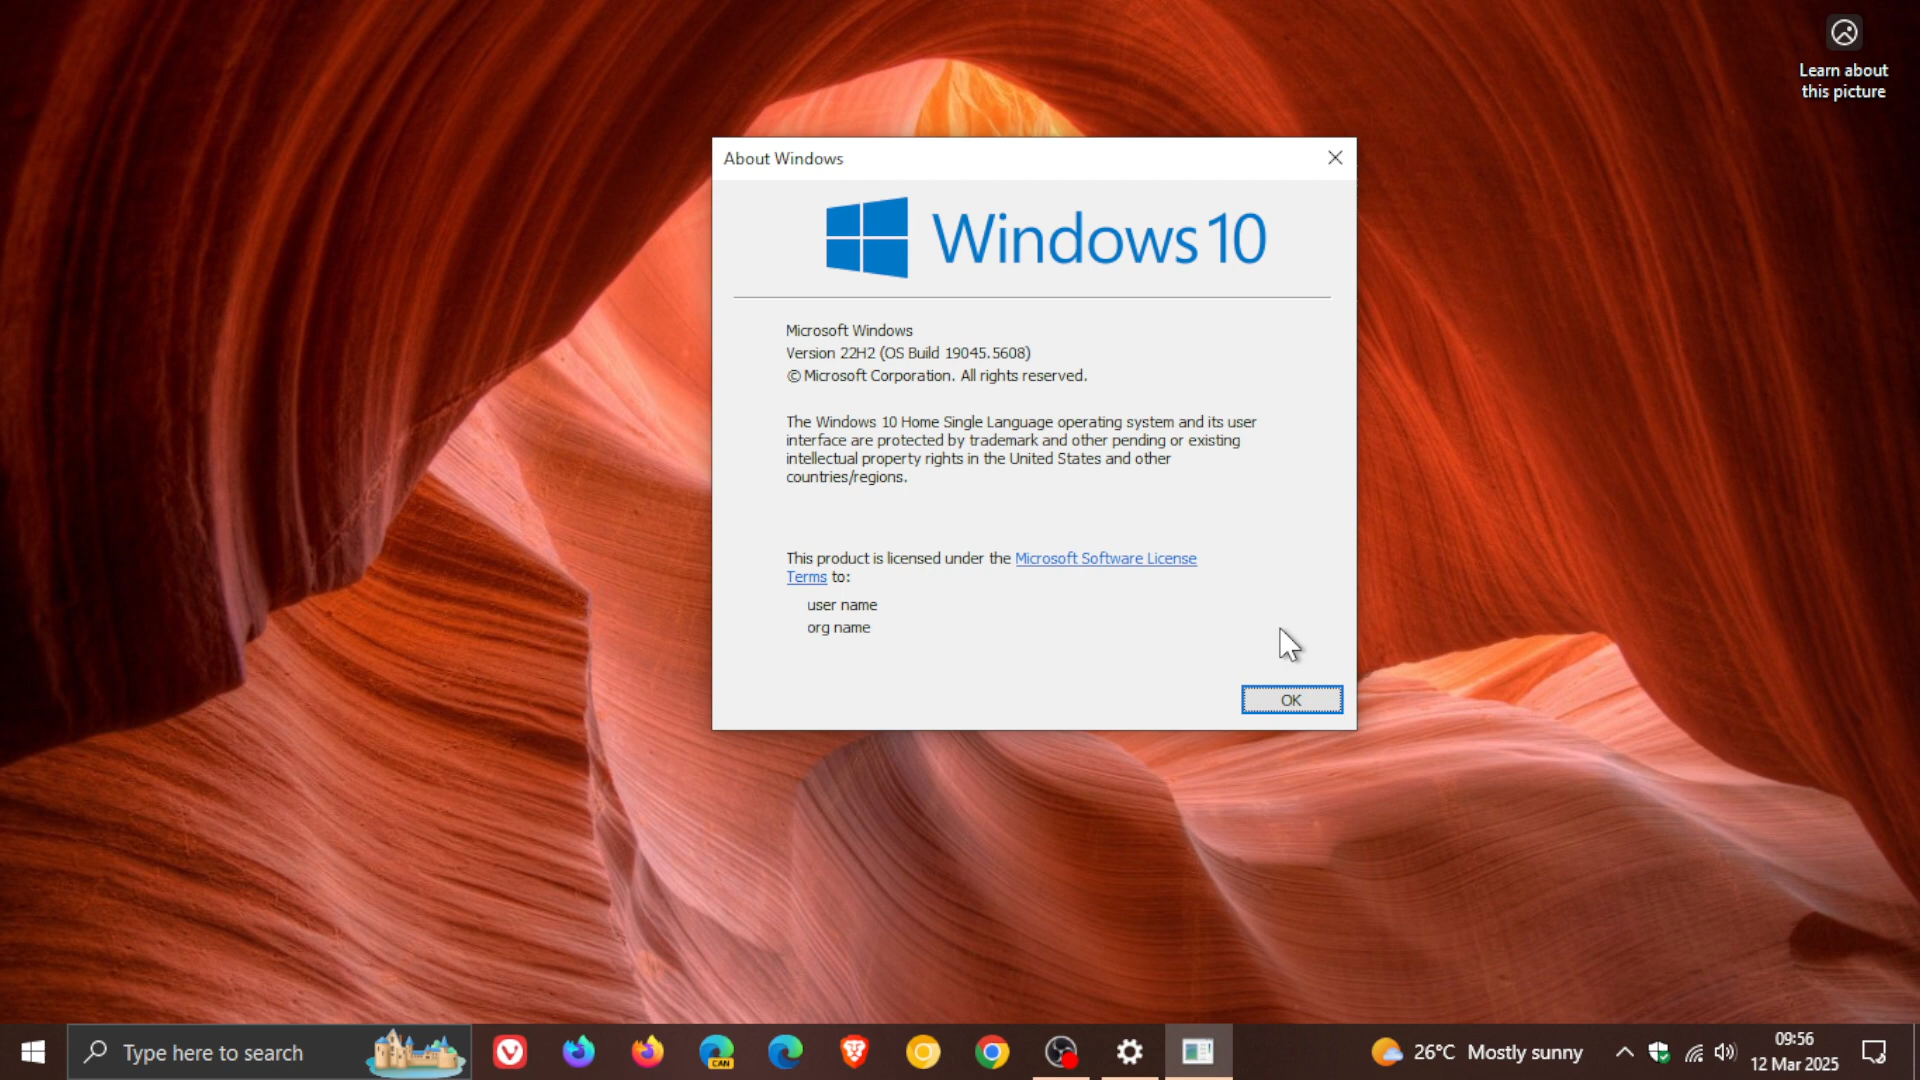 Learn about
this picture
About Windows
Windows 10
Microsoft Windows
Version 22H2 (OS Build 19045.5608)
© Microsoft Corporation. All rights reserved.
The Windows 10 Home Single Language operating system and its user
interface are protected by trademark and other pending or existing
intellectual property rights in the United States and other
countries/regions.
This product is licensed under the Microsoft Software License
Terms to:
user name
org name
OK
Type here to search
CAN
26°C Mostly sunny
09:56
12 Mar 2025